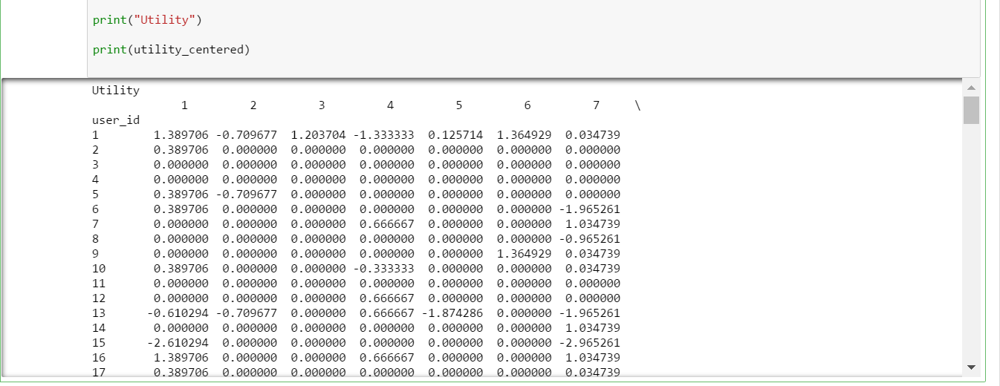 print("Utility")
print(utility_centered)
Utility
1 2 3 4 5 6 7 \
user_id
1 1.389706 -0.709677 1.203704 -1.333333 0.125714 1.364929 0.034739
2 0.389706 0.000000 0.000000 0.000000 0.000000 0.000000 0.000000
3 0.000000 0.000000 0.000000 0.000000 0.000000 0.000000 0.000000
4 0.000000 0.000000 0.000000 0.000000 0.000000 0.000000 0.000000
5 0.389706 -0.709677 0.000000 0.000000 0.000000 0.000000 0.000000
6 0.389706 0.000000 0.000000 0.000000 0.000000 0.000000 -1.965261
7 0.000000 0.000000 0.000000 0.666667 0.000000 0.000000 1.034739
8 0.000000 0.000000 0.000000 0.000000 0.000000 0.000000 -0.965261
9 0.000000 0.000000 0.000000 0.000000 0.000000 1.364929 0.034739
10 0.389706 0.000000 0.000000 -0.333333 0.000000 0.000000 0.034739
11 0.000000 0.000000 0.000000 0.000000 0.000000 0.000000 0.000000
12 0.000000 0.000000 0.000000 0.666667 0.000000 0.000000 0.000000
13 -0.610294 -0.709677 0.000000 0.666667 -1.874286 0.000000 -1.965261
14 0.000000 0.000000 0.000000 0.000000 0.000000 0.000000 1.034739
15 -2.610294 0.000000 0.000000 0.000000 0.000000 0.000000 -2.965261
16 1.389706 0.000000 0.000000 0.666667 0.000000 0.000000 1.034739
17 0.389706 0.000000 0.000000 0.000000 0.000000 0.000000 0.034739